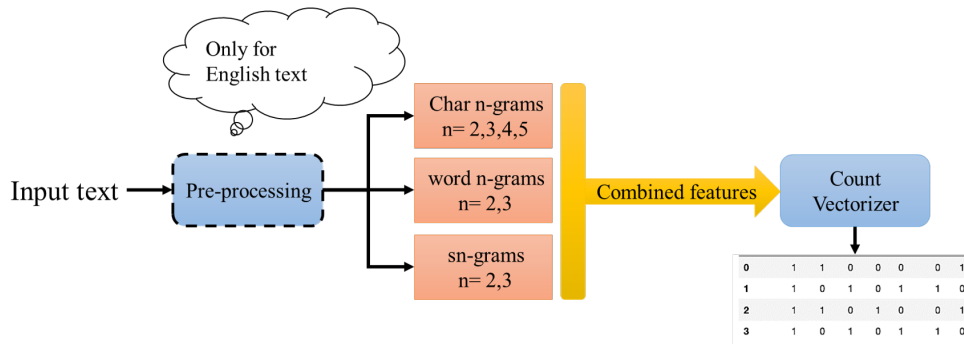 Only for
English text
Char n-grams
n= 2,3,4,5
Input text
Pre-processing
word n-grams
n= 2,3
sn-grams
n= 2,3
Combined features
Count
Vectorizer
0 1 1 0 0 0 0 1
1 1 0 1 0 1 1 0
2 1 1 0 1 0 0 1
3 1 0 1 0 1 1 0